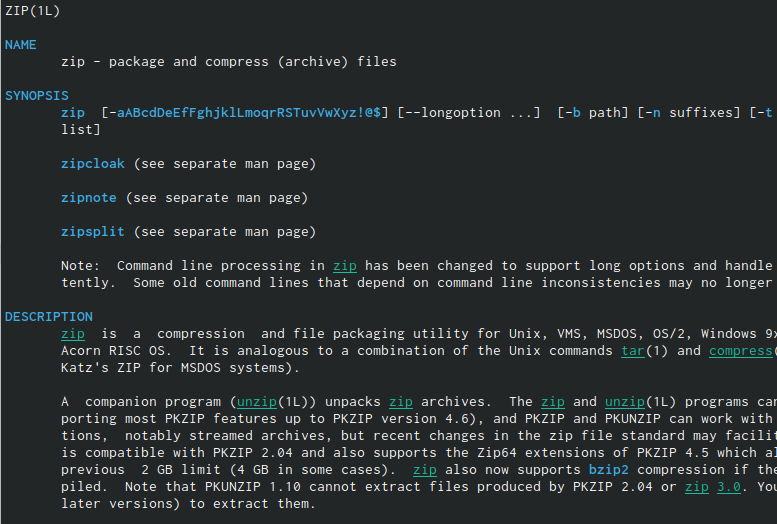 ZIP(1L)
NAME
zip - package and compress (archive) files
SYNOPSIS
zip [-aABcdDeEfFghjklLmoqrRSTuvVwXyz!@$] [--longoption ...] [-b path] [-n suffixes] [-t
list]
zipcloak (see separate man page)
zipnote (see separate man page)
zipsplit (see separate man page)
Note: Command line processing in zip has been changed to support long options and handle
tently. Some old command lines that depend on command line inconsistencies may no longer
DESCRIPTION
zip is a compression and file packaging utility for Unix, VMS, MSDOS, OS/2, Windows 9x
Acorn RISC OS. It is analogous to a combination of the Unix commands tar(1) and compress(
Katz's ZIP for MSDOS systems).
A companion program (unzip(1L)) unpacks zip archives. The zip and unzip(1L) programs can
porting most PKZIP features up to PKZIP version 4.6), and PKZIP and PKUNZIP can work with
tions, notably streamed archives, but recent changes in the zip file standard may facilit
is compatible with PKZIP 2.04 and also supports the Zip64 extensions of PKZIP 4.5 which al
previous 2 GB limit (4 GB in some cases). zip also now supports bzip2 compression if the
piled. Note that PKUNZIP 1.10 cannot extract files produced by PKZIP 2.04 or zip 3.0. You
later versions) to extract them.